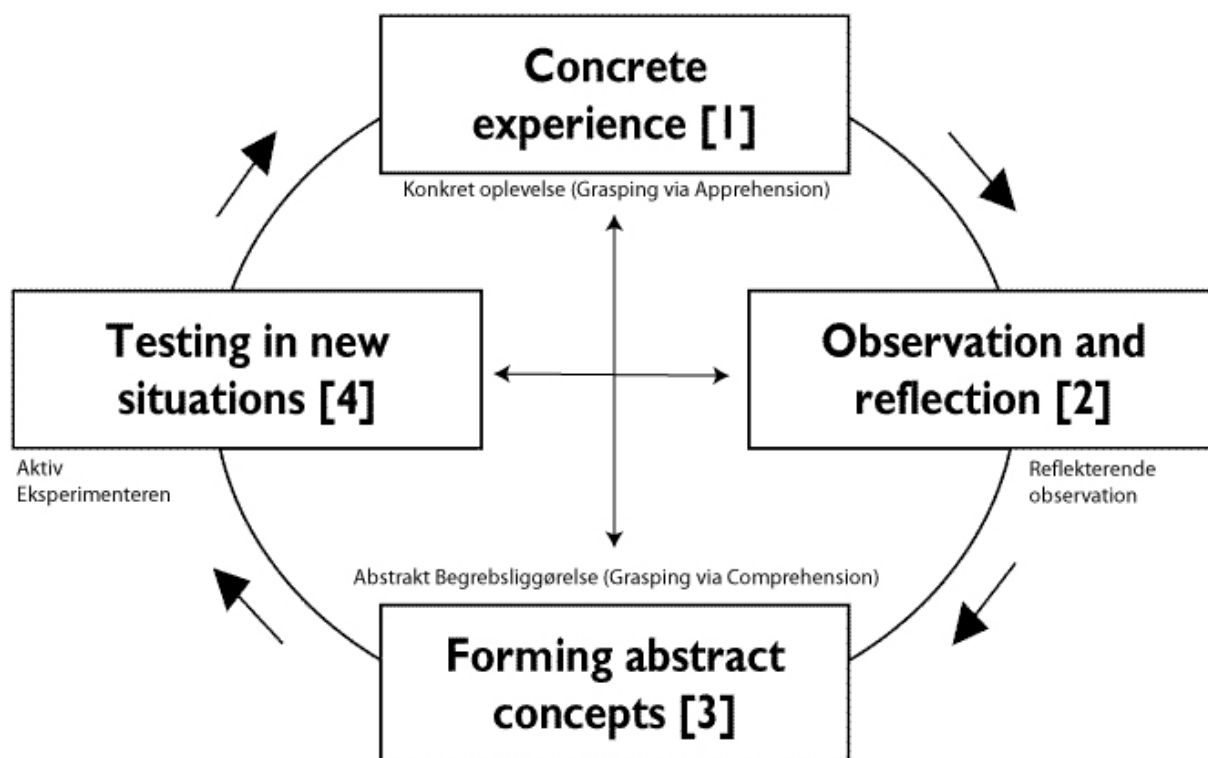 Concrete
experience [1]
Konkret oplevelse (Grasping via Apprehension)
Testing in new
situations [4]
Observation and
reflection [2]
Aktiv
Eksperimenteren
Reflekterende
observation
Abstrakt Begrebsliggørelse (Grasping via Comprehension)
Forming abstract
concepts [3]